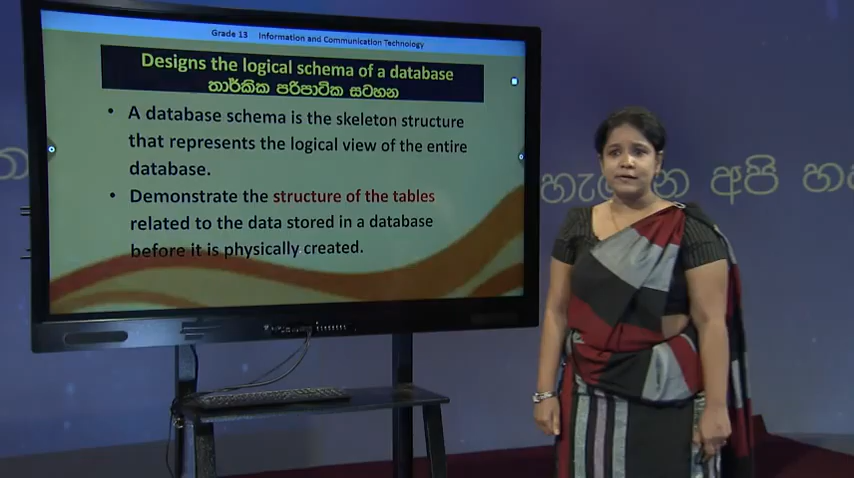 Grade 13 Information and Communication Technology
Designs the logical schema of a database
තාර්කික පරිපාටික සටහන
• A database schema is the skeleton structure
that represents the logical view of the entire
database.
• Demonstrate the structure of the tables
related to the data stored in a database
before it is physically created.
අපි